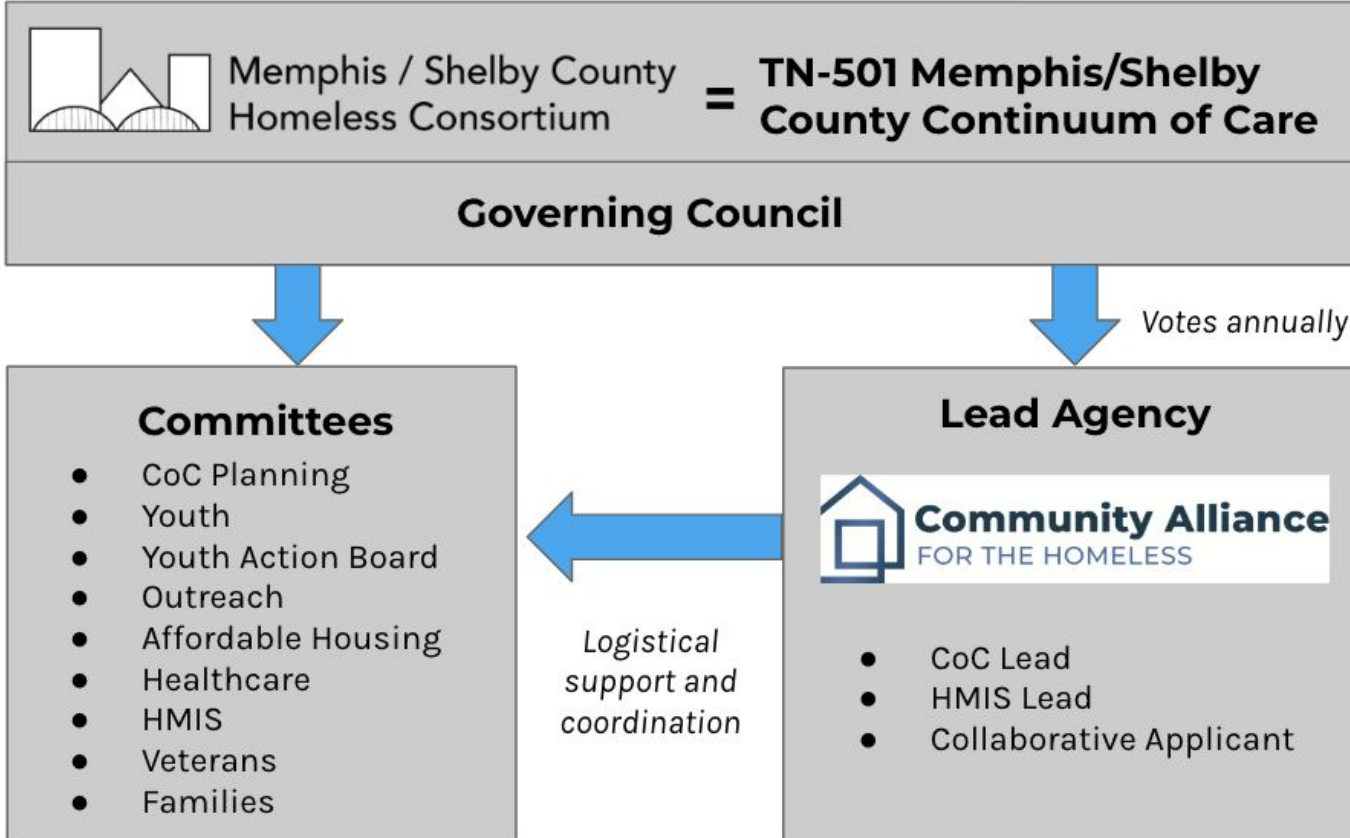 Memphis / Shelby County
Homeless Consortium
=
TN-501 Memphis/Shelby
County Continuum of Care
Governing Council
Votes annually
Committees
● CoC Planning
● Youth
● Youth Action Board
● Outreach
● Affordable Housing
● Healthcare
● HMIS
● Veterans
● Families
Logistical
support and
coordination
Lead Agency
Community Alliance
FOR THE HOMELESS
● CoC Lead
● HMIS Lead
● Collaborative Applicant